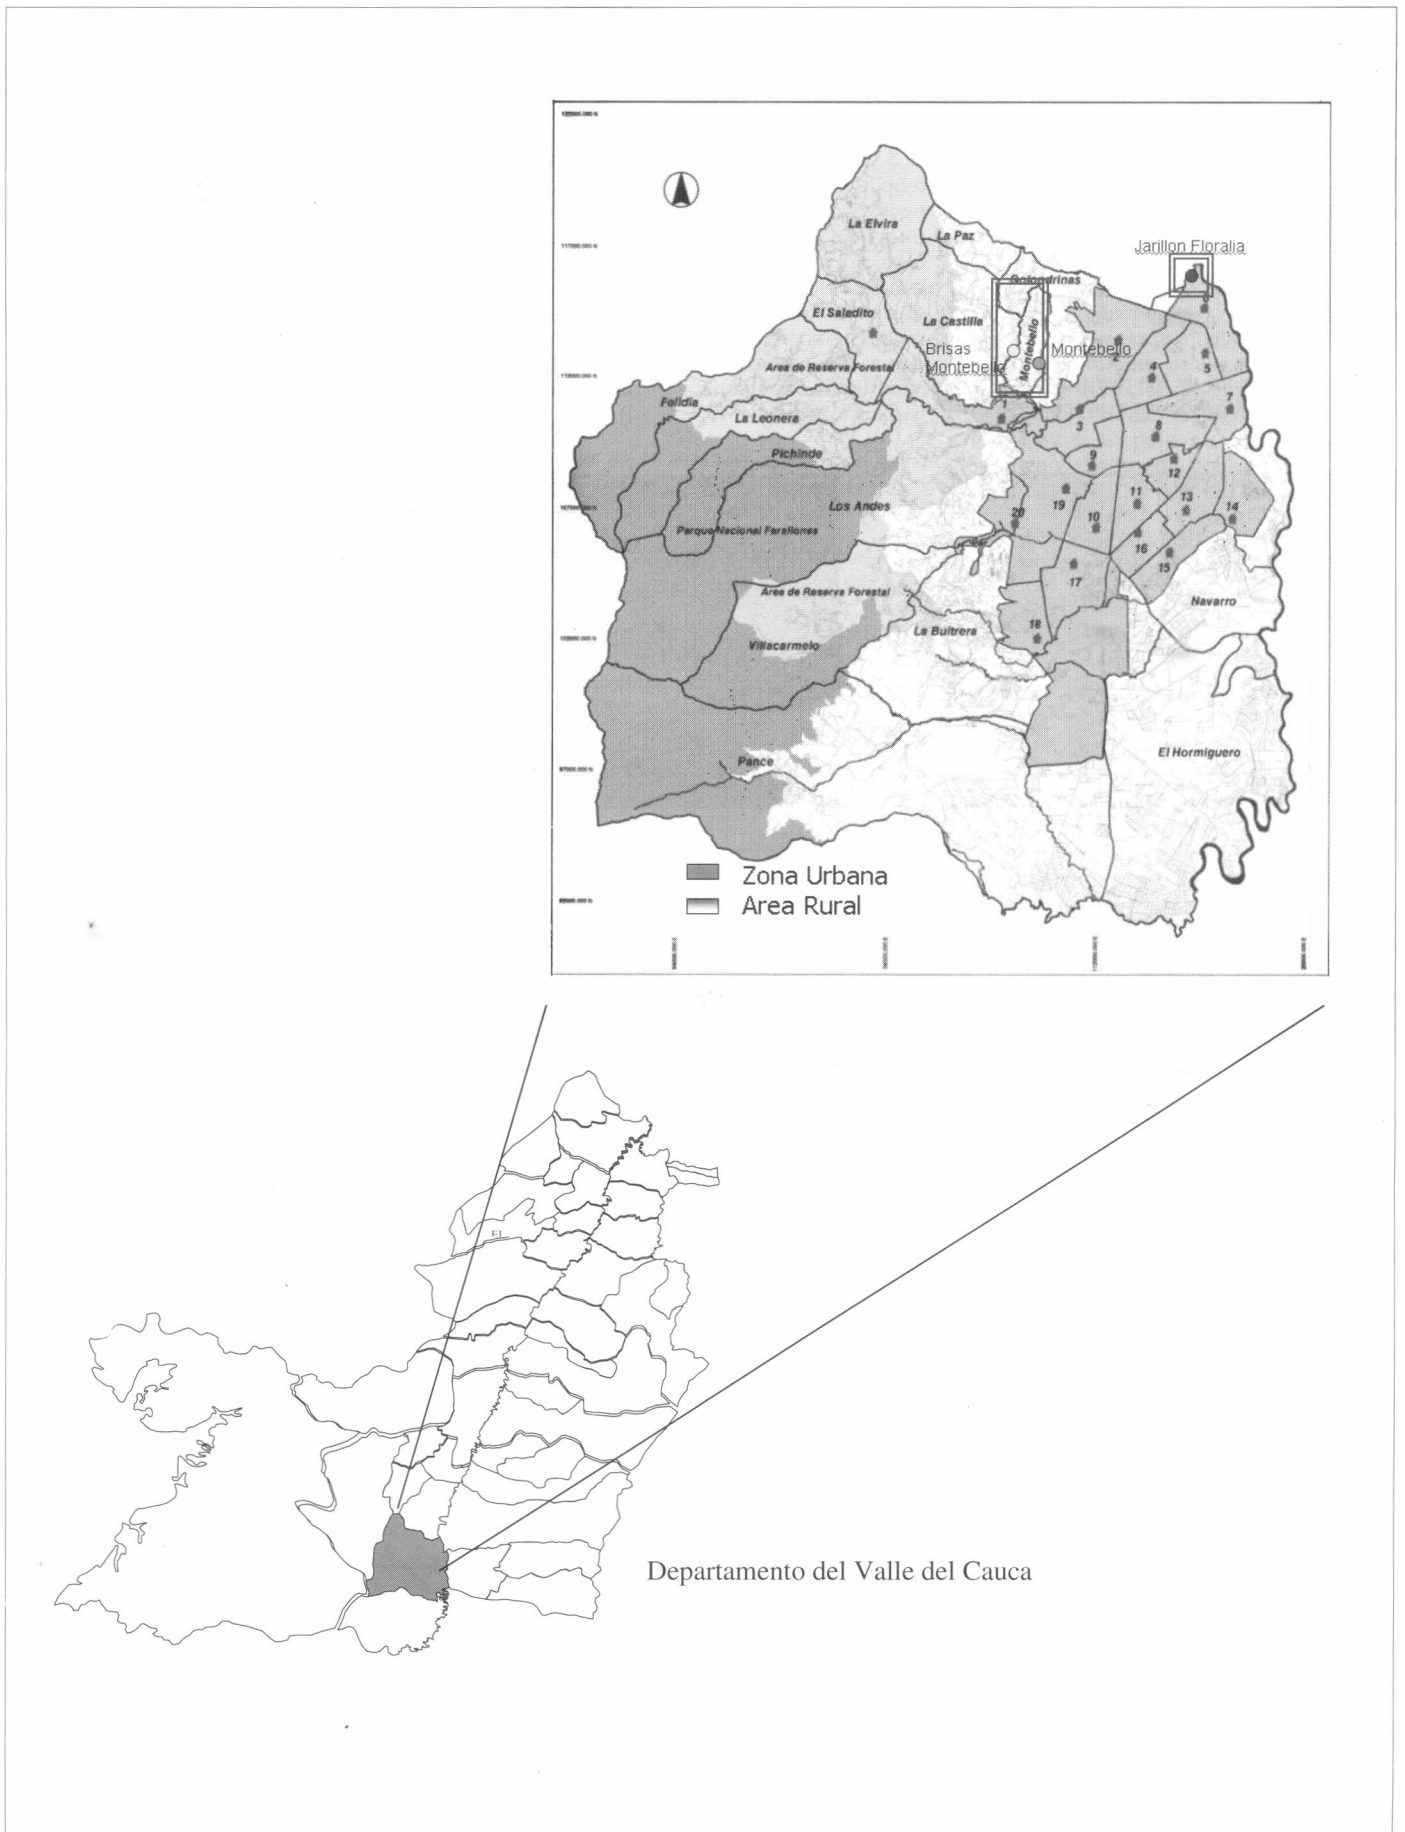 Jarillon Floralia
La Elvira
La Paz
Golondrinas
El Saladito
La Castilla
Montebello
Brisas
Montebello
Montebello
Area de Reserva Forestal
Felidia
La Leonera
Pichinde
Los Andes
Parque Nacional Farallones
Area de Reserva Forestal
Villacarmelo
La Buitrera
Navarro
Pance
El Hormiguero
1
2
3
4
5
6
7
8
9
10
11
12
13
14
15
16
17
18
19
20
Zona Urbana
Area Rural
El
Departamento del Valle del Cauca